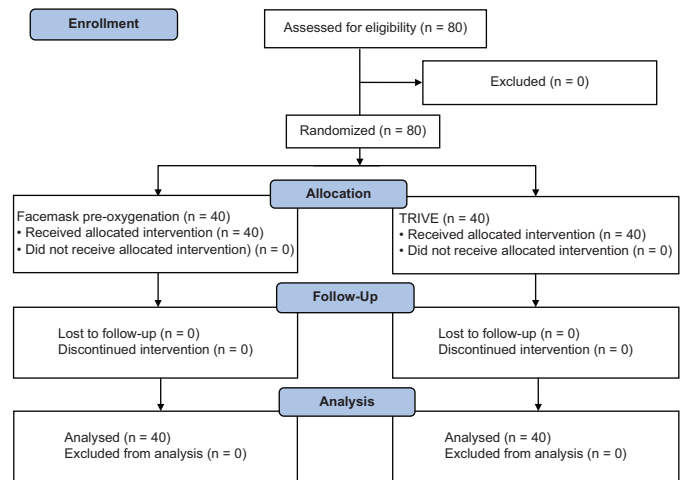 Enrollment
Assessed for eligibility (n = 80)
Excluded (n = 0)
Randomized (n = 80)
Allocation
Facemask pre-oxygenation (n = 40)
• Received allocated intervention (n = 40)
• Did not receive allocated intervention) (n = 0)
TRIVE (n = 40)
• Received allocated intervention (n = 40)
• Did not receive allocated intervention (n = 0)
Follow-Up
Lost to follow-up (n = 0)
Discontinued intervention (n = 0)
Lost to follow-up (n = 0)
Discontinued intervention (n = 0)
Analysis
Analysed (n = 40)
Excluded from analysis (n = 0)
Analysed (n = 40)
Excluded from analysis (n = 0)